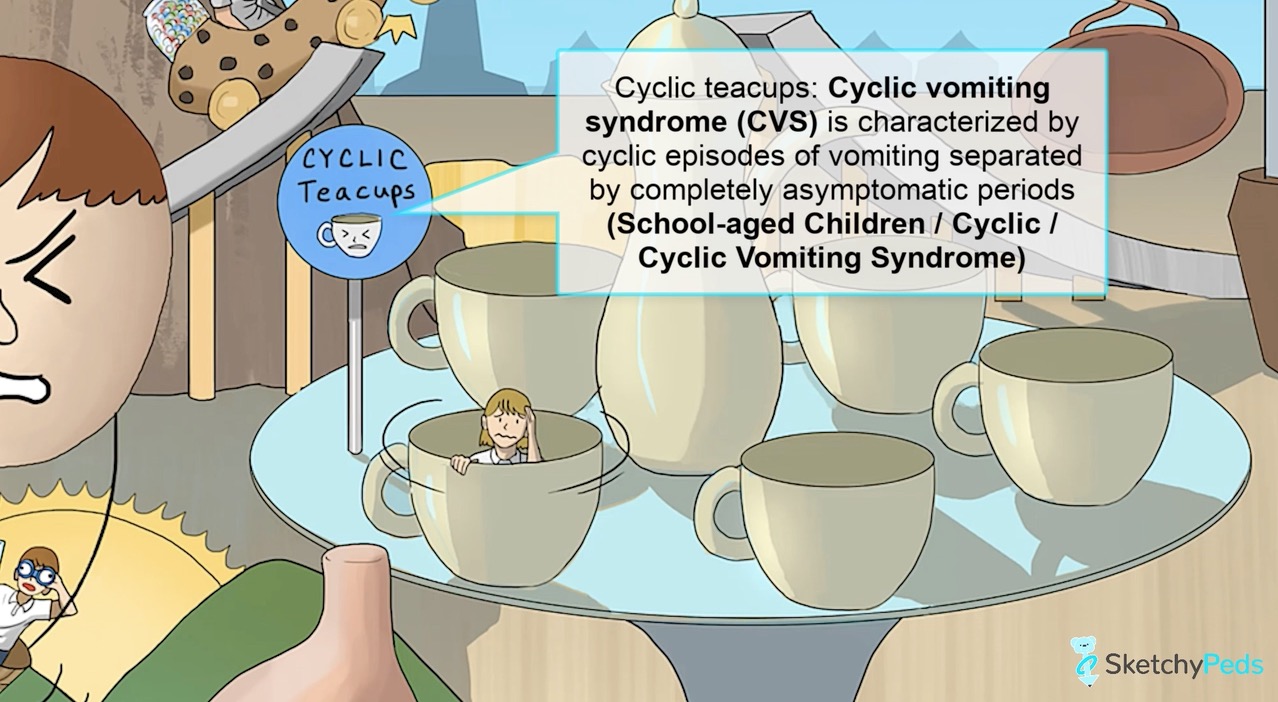 CYCLIC
Teacups
Cyclic teacups: Cyclic vomiting
syndrome (CVS) is characterized by
cyclic episodes of vomiting separated
by completely asymptomatic periods
(School-aged Children / Cyclic /
Cyclic Vomiting Syndrome)
SketchyPeds